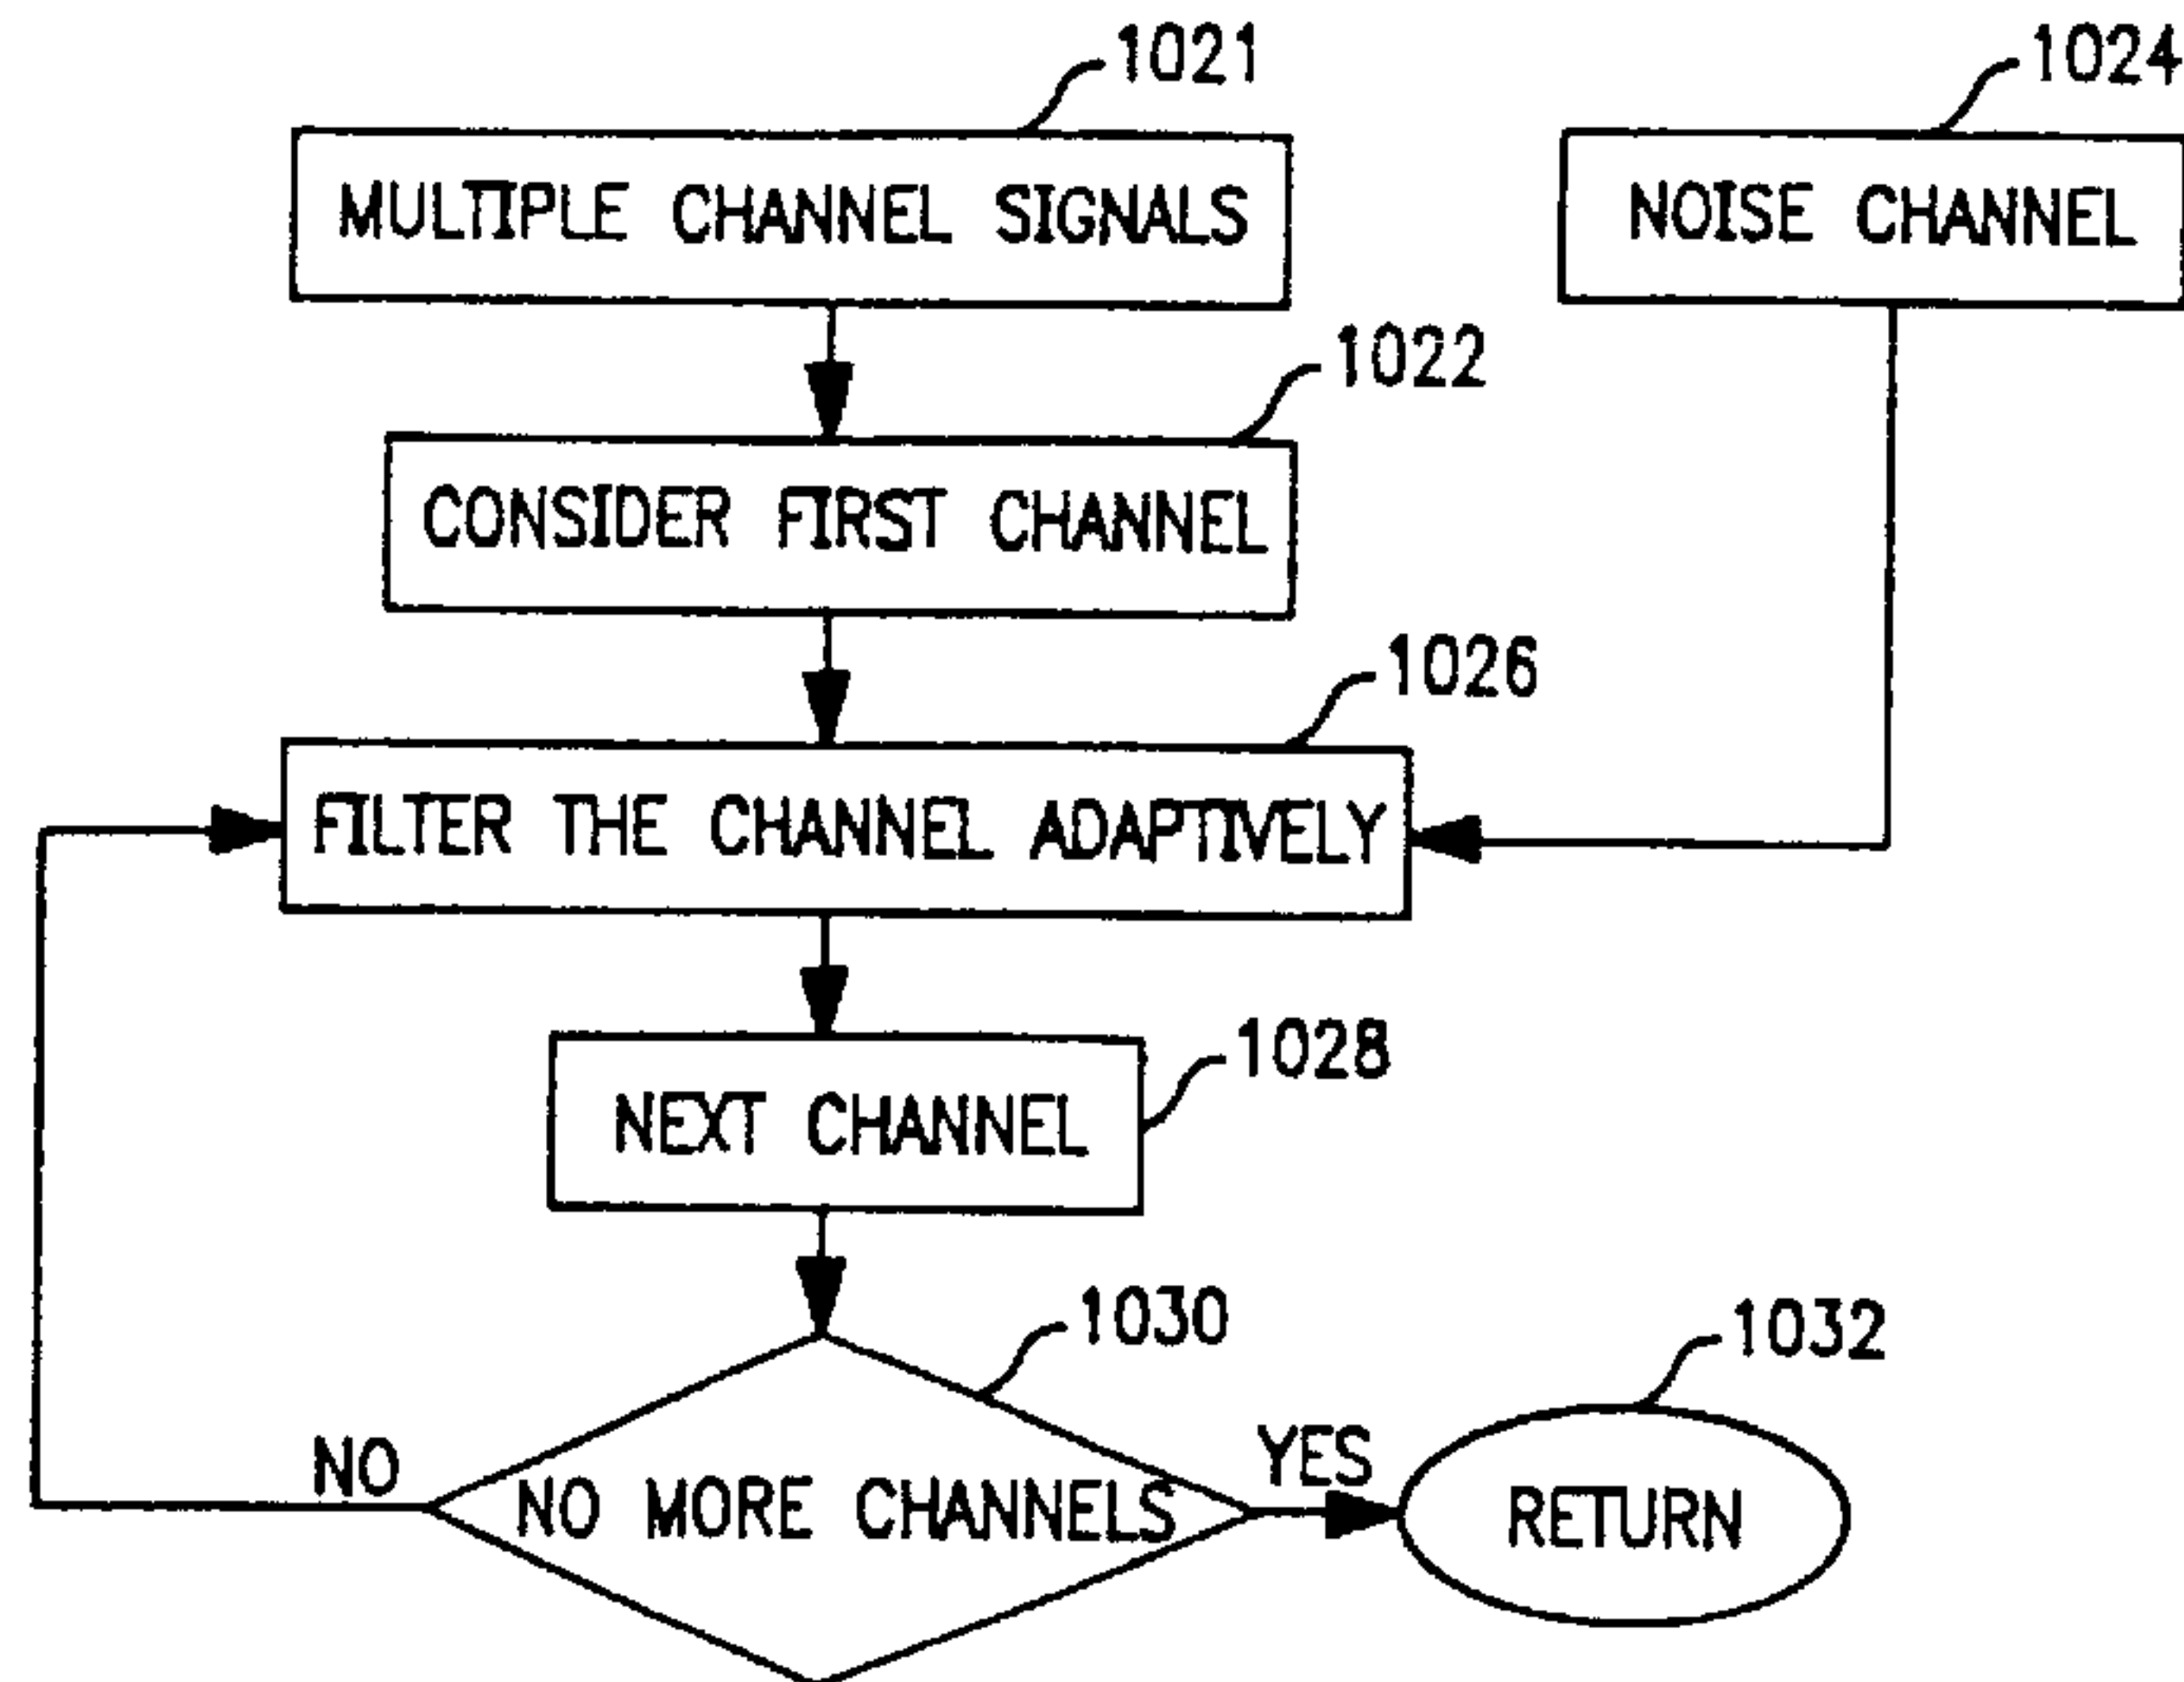 1021
1024
MULTIPLE CHANNEL SIGNALS
NOISE CHANNEL
1022
CONSIDER FIRST CHANNEL
1026
FILTER THE CHANNEL ADAPTIVELY
1028
NEXT CHANNEL
1030
1032
NO
YES
NO MORE CHANNELS
RETURN